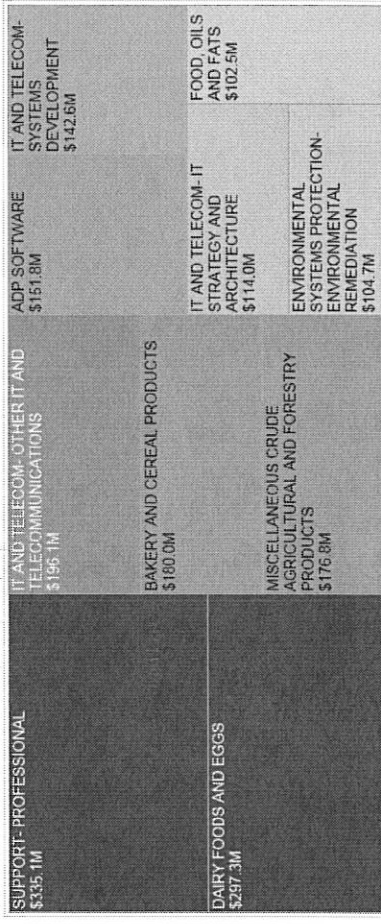 SUPPORT- PROFESSIONAL
$335.1M
DAIRY FOODS AND EGGS
$297.3M
IT AND TELECOM- OTHER IT AND
TELECOMMUNICATIONS
$195.1M
BAKERY AND CEREAL PRODUCTS
$180.0M
MISCELLANEOUS CRUDE
AGRICULTURAL AND FORESTRY
PRODUCTS
$176.8M
ADP SOFTWARE
$151.8M
IT AND TELECOM-
SYSTEMS
DEVELOPMENT
$142.6M
IT AND TELECOM- IT
STRATEGY AND
ARCHITECTURE
$114.0M
ENVIRONMENTAL
SYSTEMS PROTECTION-
ENVIRONMENTAL
REMEDIATION
$104.7M
FOOD, OILS
AND FATS
$102.5M